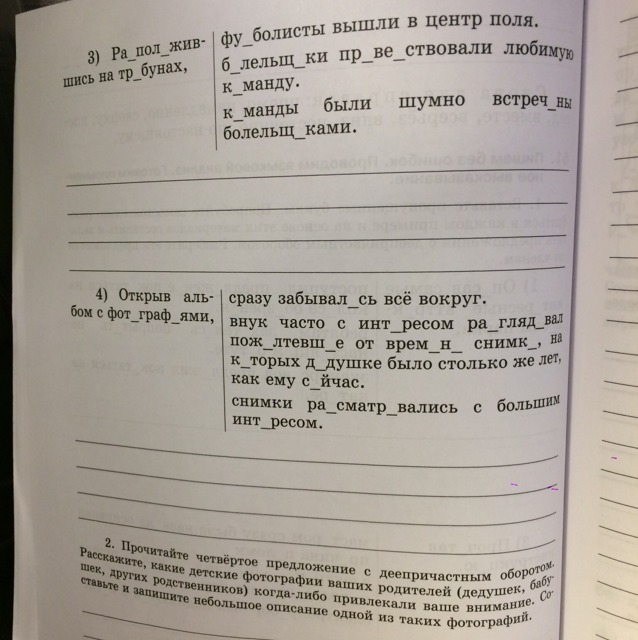 3) Ра_пол_жив-
шись на тр_бунах,
фу_болисты вышли в центр поля.
б_лельщ_ки пр_ве_ствовали любимую
к_манду.
к_манды были шумно встреч_ны
болельщ_ками.
4) Открыв аль-
бом с фот_граф_ями,
сразу забывал_сь всё вокруг.
внук часто с инт_ресом ра_гляд_вал
пож_лтевш_е от врем_н_ снимк_, на
к_торых д_душке было столько же лет,
как ему с_йчас.
снимки ра_сматр_вались с большим
инт_ресом.
2. Прочитайте четвёртое предложение с деепричастным оборотом.
Расскажите, какие детские фотографии ваших родителей (дедушек, бабу-
шек, других родственников) когда-либо привлекали ваше внимание. Со-
ставьте и запишите небольшое описание одной из таких фотографий.